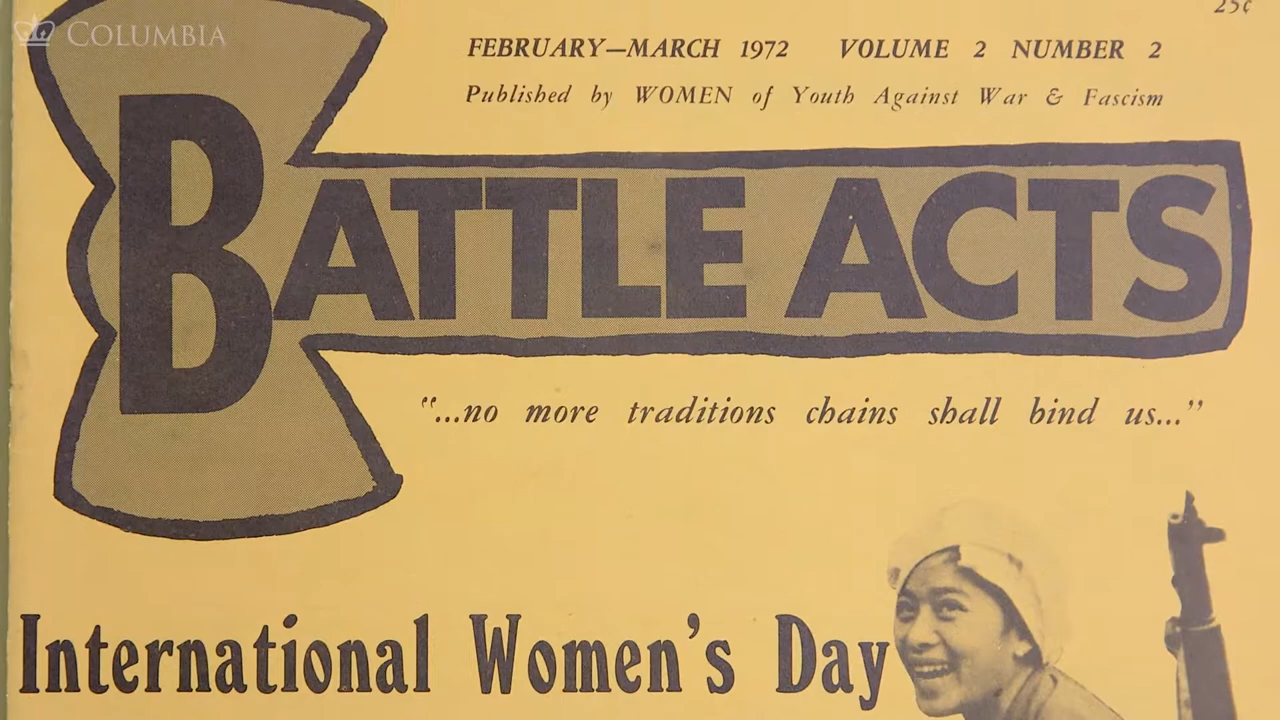 COLUMBIA
25¢
FEBRUARY—MARCH 1972 VOLUME 2 NUMBER 2
Published by WOMEN of Youth Against War & Fascism
BATTLE ACTS
“...no more traditions chains shall bind us...”
International Women’s Day